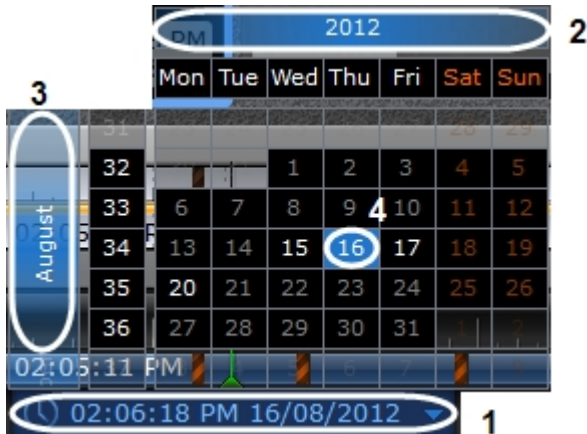 PM
2012
2
Mon Tue Wed Thu Fri Sat Sun
3
31 28 29
32 1 2 3 4 5
33 6 7 8 9 4 10 11 12
34 13 14 15 16 17 18 19
35 20 21 22 23 24 25 26
36 27 28 29 30 31 1 2
August
02:05:11 PM
02:06:18 PM 16/08/2012
1